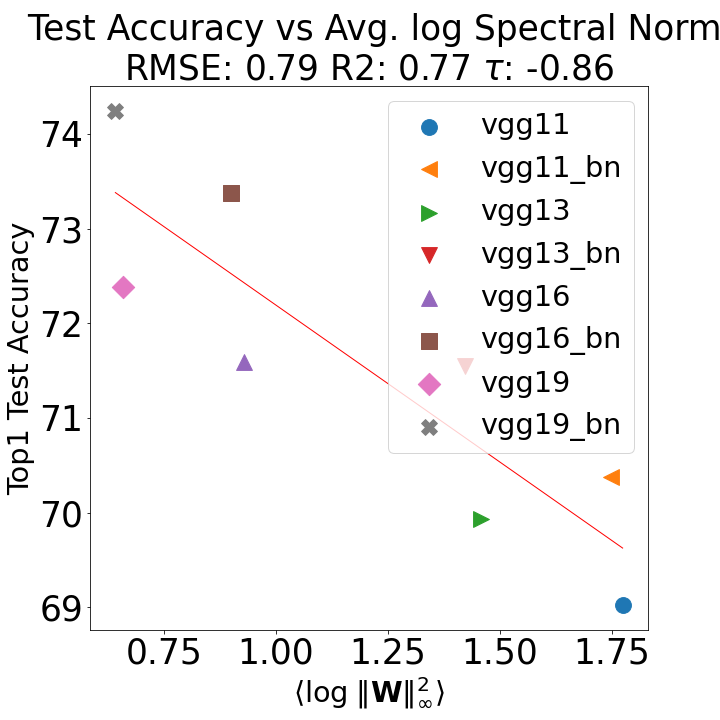 Test Accuracy vs Avg. log Spectral Norm
RMSE: 0.79 R2: 0.77 τ: -0.86
Top1 Test Accuracy
74
73
72
71
70
69
vgg11
vgg11_bn
vgg13
vgg13_bn
vgg16
vgg16_bn
vgg19
vgg19_bn
0.75 1.00 1.25 1.50 1.75
⟨log ‖𝐖‖²∞⟩